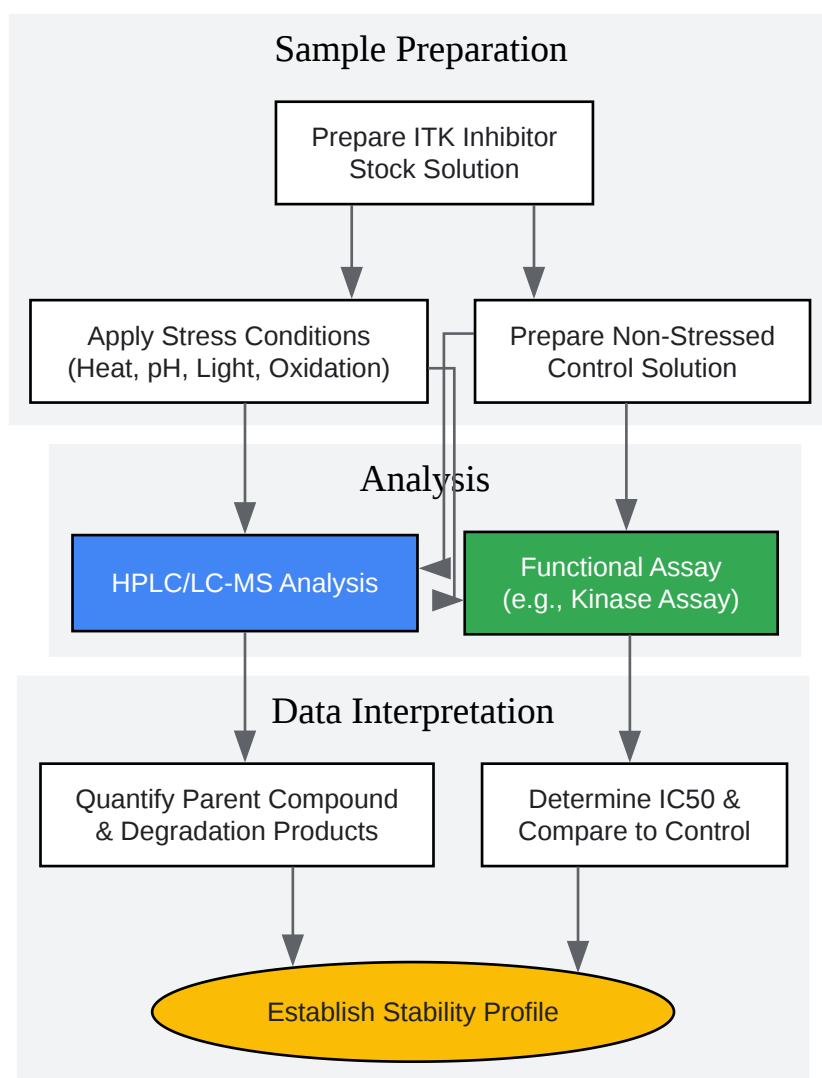 Sample Preparation
Prepare ITK Inhibitor
Stock Solution
Apply Stress Conditions
(Heat, pH, Light, Oxidation)
Prepare Non-Stressed
Control Solution
Analysis
HPLC/LC-MS Analysis
Functional Assay
(e.g., Kinase Assay)
Data Interpretation
Quantify Parent Compound
& Degradation Products
Determine IC50 &
Compare to Control
Establish Stability Profile